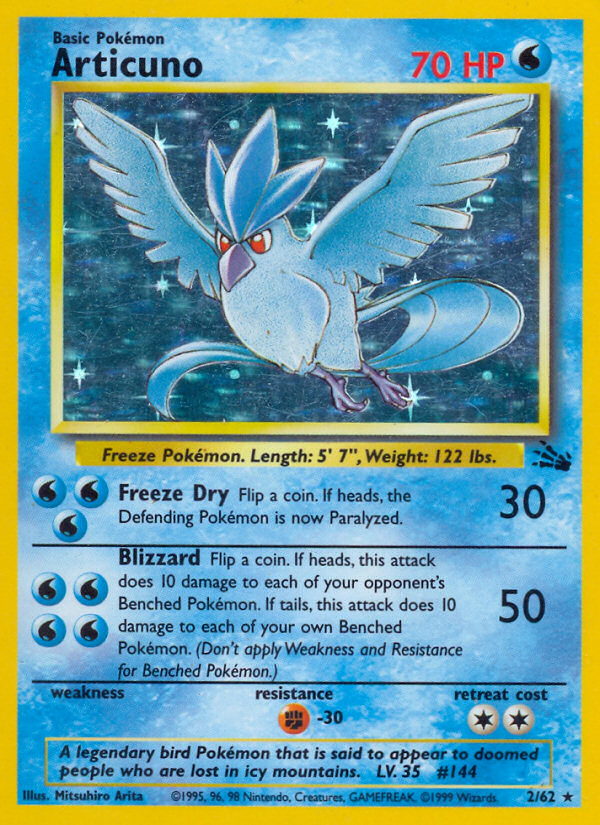 Basic Pokémon
Articuno
70 HP
Freeze Pokémon. Length: 5' 7", Weight: 122 lbs.
Freeze Dry Flip a coin. If heads, the
Defending Pokémon is now Paralyzed.
30
Blizzard Flip a coin. If heads, this attack
does 10 damage to each of your opponent's
Benched Pokémon. If tails, this attack does 10
damage to each of your own Benched
Pokémon. (Don't apply Weakness and Resistance
for Benched Pokémon.)
50
weakness resistance retreat cost
-30
A legendary bird Pokémon that is said to appear to doomed
people who are lost in icy mountains. LV. 35 #144
Illus. Mitsuhiro Arita ©1995, 96, 98 Nintendo, Creatures, GAMEFREAK. ©1999 Wizards. 2/62 ★